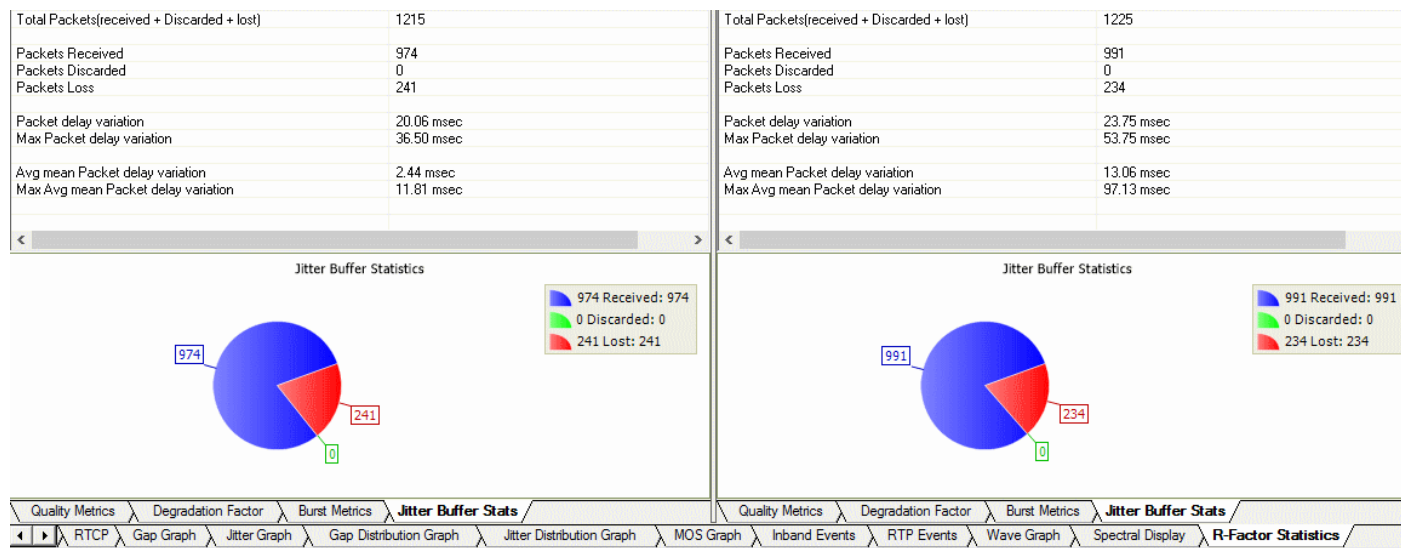 Total Packets(received + Discarded + lost) 1215
Packets Received 974
Packets Discarded 0
Packets Loss 241
Packet delay variation 20.06 msec
Max Packet delay variation 36.50 msec
Avg mean Packet delay variation 2.44 msec
Max Avg mean Packet delay variation 11.81 msec
Jitter Buffer Statistics
974 Received: 974
0 Discarded: 0
241 Lost: 241
974
241
0
Quality Metrics Degradation Factor Burst Metrics Jitter Buffer Stats
Total Packets(received + Discarded + lost) 1225
Packets Received 991
Packets Discarded 0
Packets Loss 234
Packet delay variation 23.75 msec
Max Packet delay variation 53.75 msec
Avg mean Packet delay variation 13.06 msec
Max Avg mean Packet delay variation 97.13 msec
Jitter Buffer Statistics
991 Received: 991
0 Discarded: 0
234 Lost: 234
991
234
0
Quality Metrics Degradation Factor Burst Metrics Jitter Buffer Stats
RTCP Gap Graph Jitter Graph Gap Distribution Graph Jitter Distribution Graph MOS Graph Inband Events RTP Events Wave Graph Spectral Display R-Factor Statistics